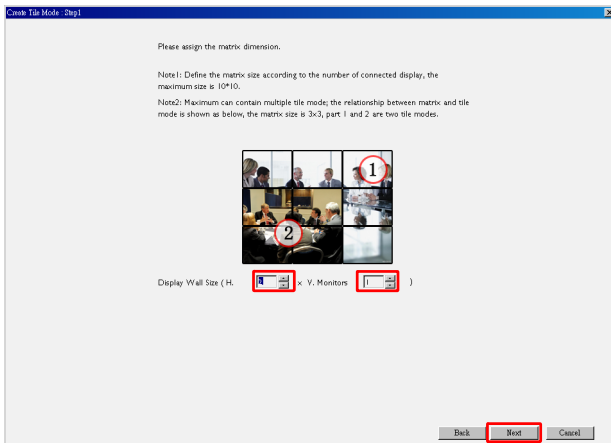 Create Tile Mode : Step1
Please assign the matrix dimension.
Note1: Define the matrix size according to the number of connected display, the
maximum size is 10*10.
Note2: Maximum can contain multiple tile mode; the relationship between matrix and tile
mode is shown as below, the matrix size is 3x3, part 1 and 2 are two tile modes.
1
2
Display Wall Size ( H. x V. Monitors 1 )
Back Next Cancel